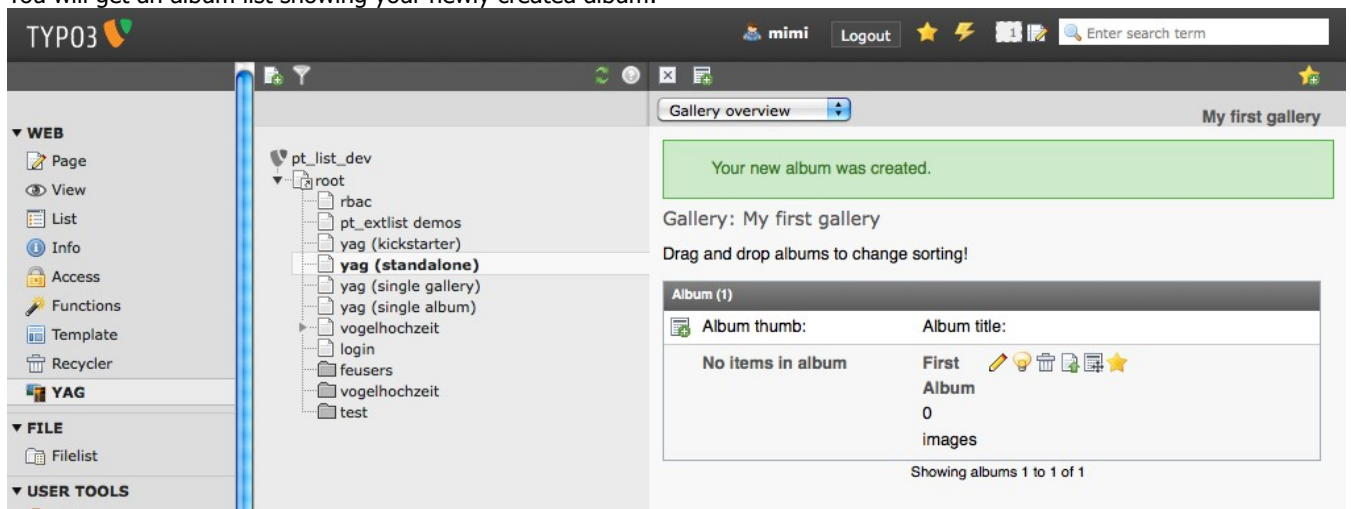 You will get an album list showing your newly created album.
TYPO3
mimi
Logout
1
Enter search term
Gallery overview
My first gallery
WEB
Page
View
List
Info
Access
Functions
Template
Recycler
YAG
FILE
Filelist
USER TOOLS
pt_list_dev
root
rbac
pt_extlist demos
yag (kickstarter)
yag (standalone)
yag (single gallery)
yag (single album)
vogelhochzeit
login
feusers
vogelhochzeit
test
Your new album was created.
Gallery: My first gallery
Drag and drop albums to change sorting!
Album (1)
Album thumb: Album title:
No items in album First
Album
0
images
Showing albums 1 to 1 of 1